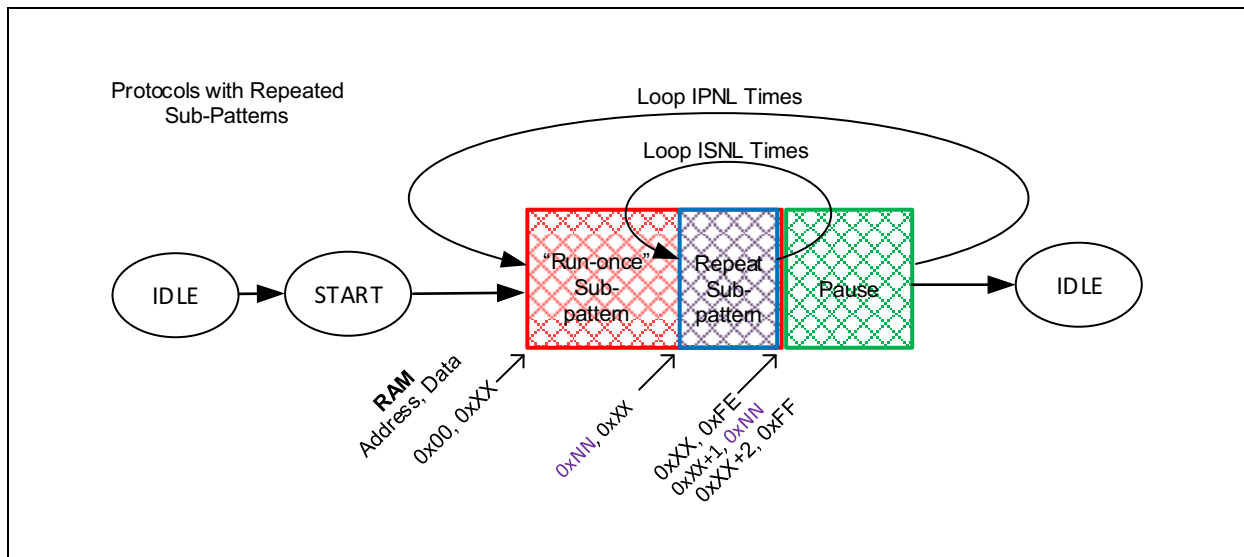 Protocols with Repeated
Sub-Patterns
Loop IPNL Times
Loop ISNL Times
IDLE
START
“Run-once”
Sub-
pattern
Repeat
Sub-
pattern
Pause
IDLE
RAM
Address, Data
0x00, 0xXX
0xNN, 0xXX
0xXX, 0xFE
0xXX+1, 0xNN
0xXX+2, 0xFF